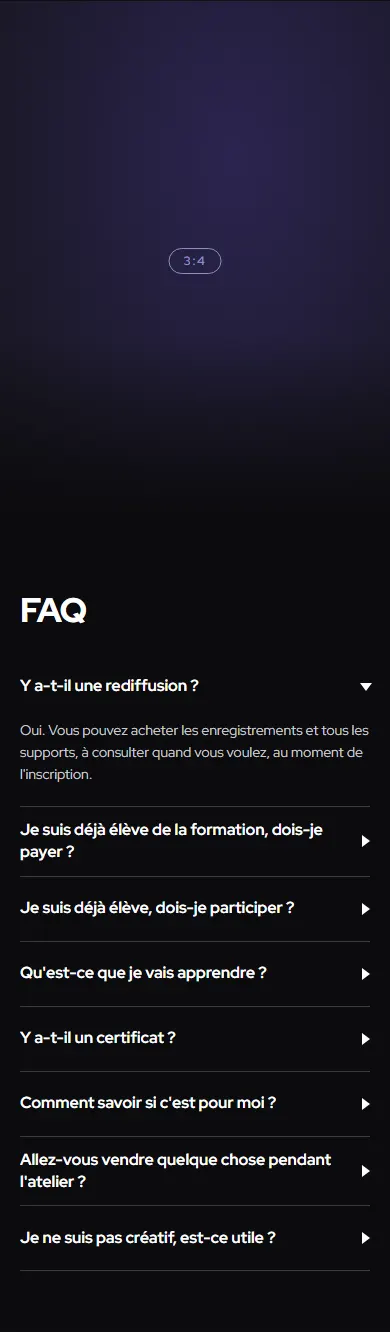 3:4
FAQ
Y a-t-il une rediffusion ?
Oui. Vous pouvez acheter les enregistrements et tous les
supports, à consulter quand vous voulez, au moment de
l'inscription.
Je suis déjà élève de la formation, dois-je
payer ?
Je suis déjà élève, dois-je participer ?
Qu'est-ce que je vais apprendre ?
Y a-t-il un certificat ?
Comment savoir si c'est pour moi ?
Allez-vous vendre quelque chose pendant
l'atelier ?
Je ne suis pas créatif, est-ce utile ?